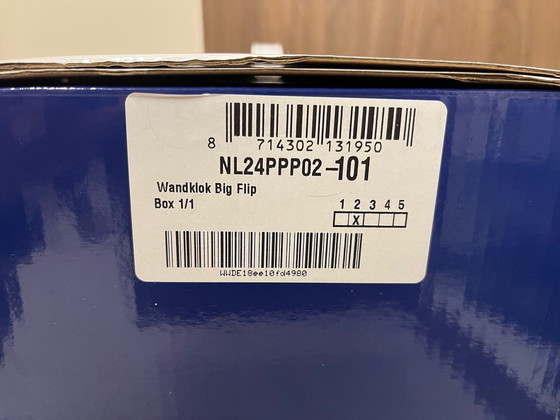 8 714302 131950
NL24PPP02-101
Wandklok Big Flip
Box 1/1
1 2 3 4 5
X
WWDE18ee10fd4980